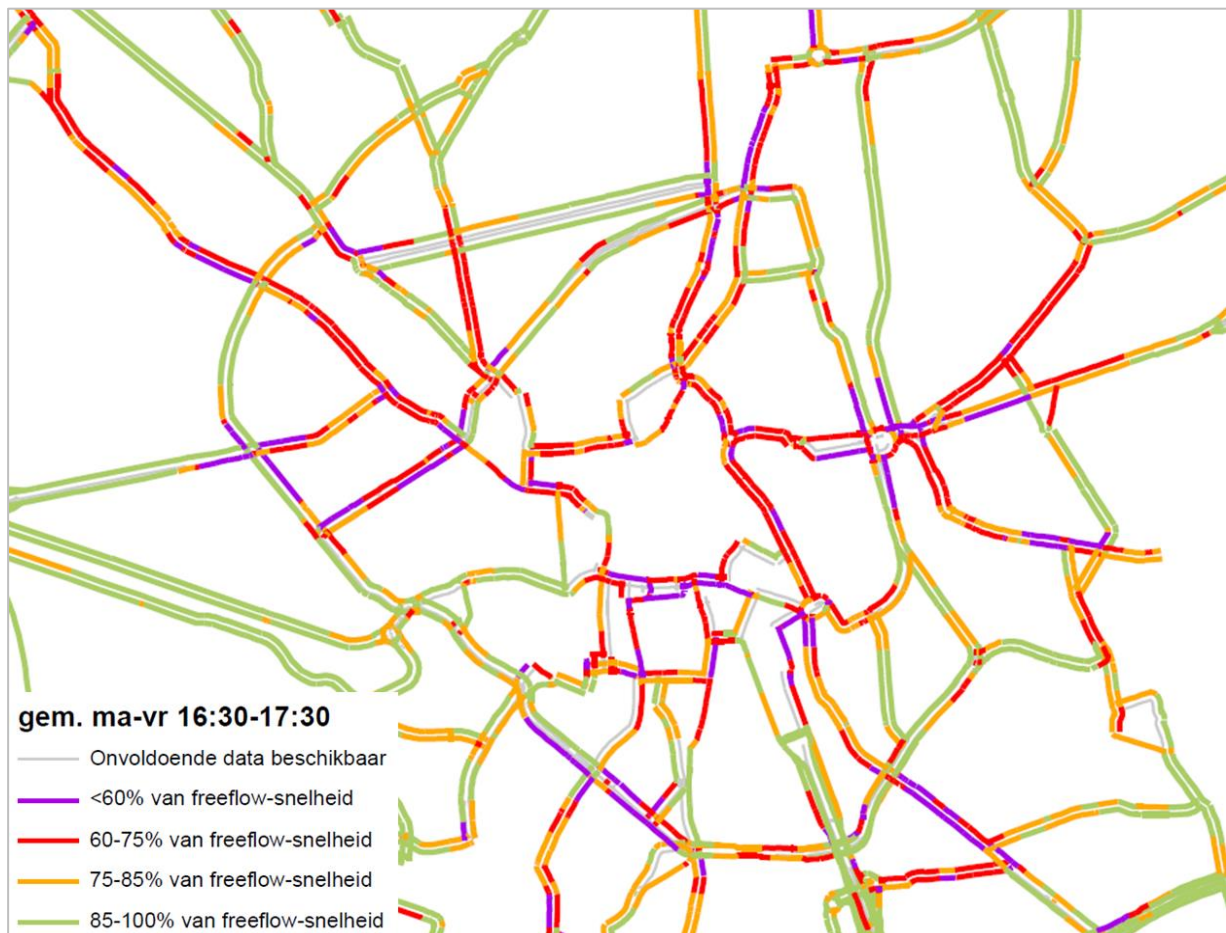 gem. ma-vr 16:30-17:30
Onvoldoende data beschikbaar
<60% van freeflow-snelheid
60-75% van freeflow-snelheid
75-85% van freeflow-snelheid
85-100% van freeflow-snelheid